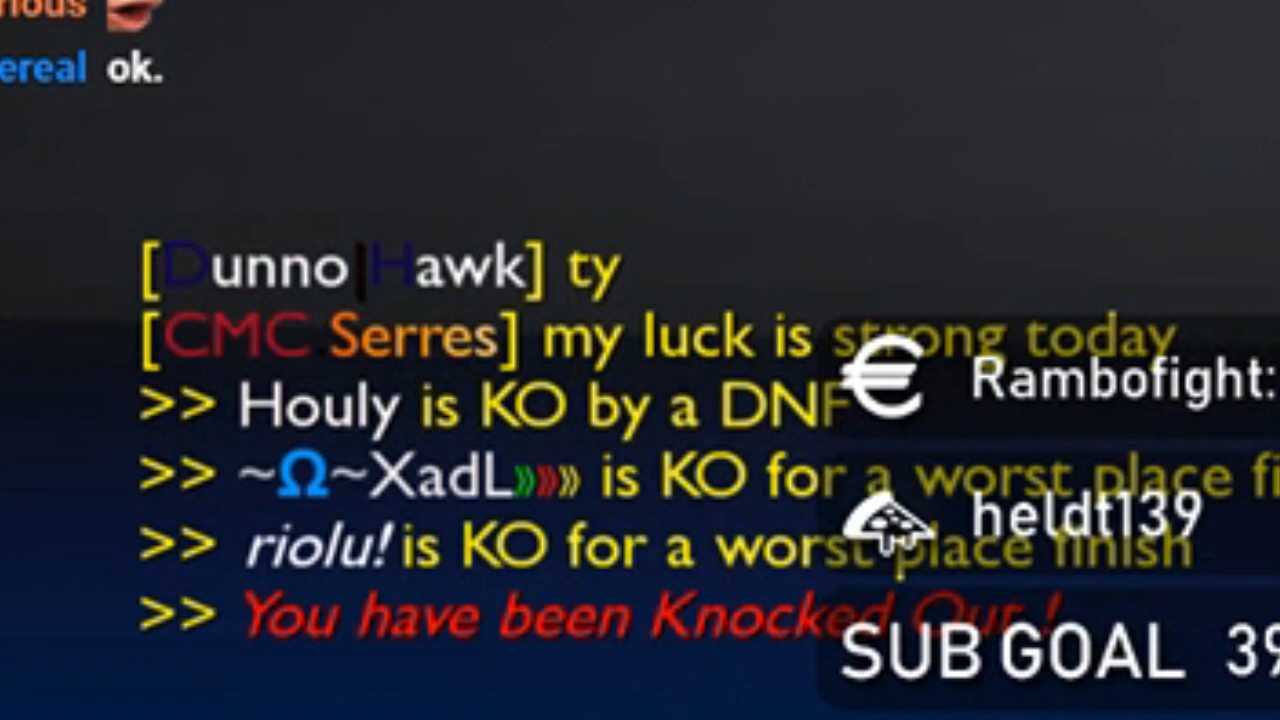 ereal ok.
[Dunno|Hawk] ty
[CMC.Serres] my luck is strong today
Rambofight:
>> Houly is KO by a DNF
>> ~Ω~XadL»»» is KO for a worst place
heldt139
>> riolu! is KO for a worst place finish
>> You have been Knocked Out !
SUB GOAL 39